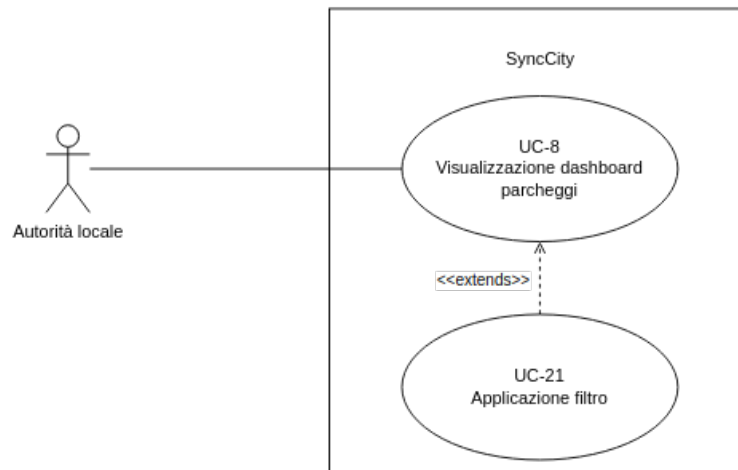 SyncCity
UC-8
Visualizzazione dashboard
parcheggi
Autorità locale
<<extends>>
UC-21
Applicazione filtro